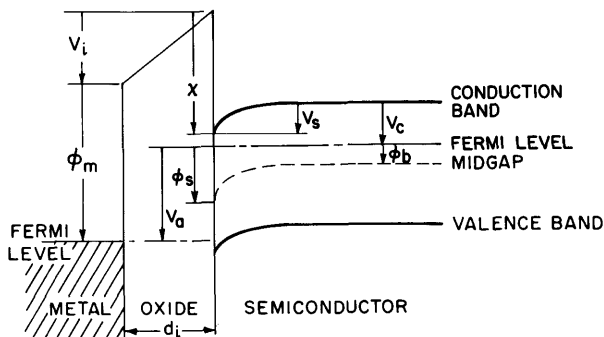 V_i
χ
ϕ_m
V_s
V_c
ϕ_s
V_a
ϕ_b
CONDUCTION
BAND
FERMI LEVEL
MIDGAP
VALENCE BAND
FERMI
LEVEL
METAL
OXIDE
SEMICONDUCTOR
d_i